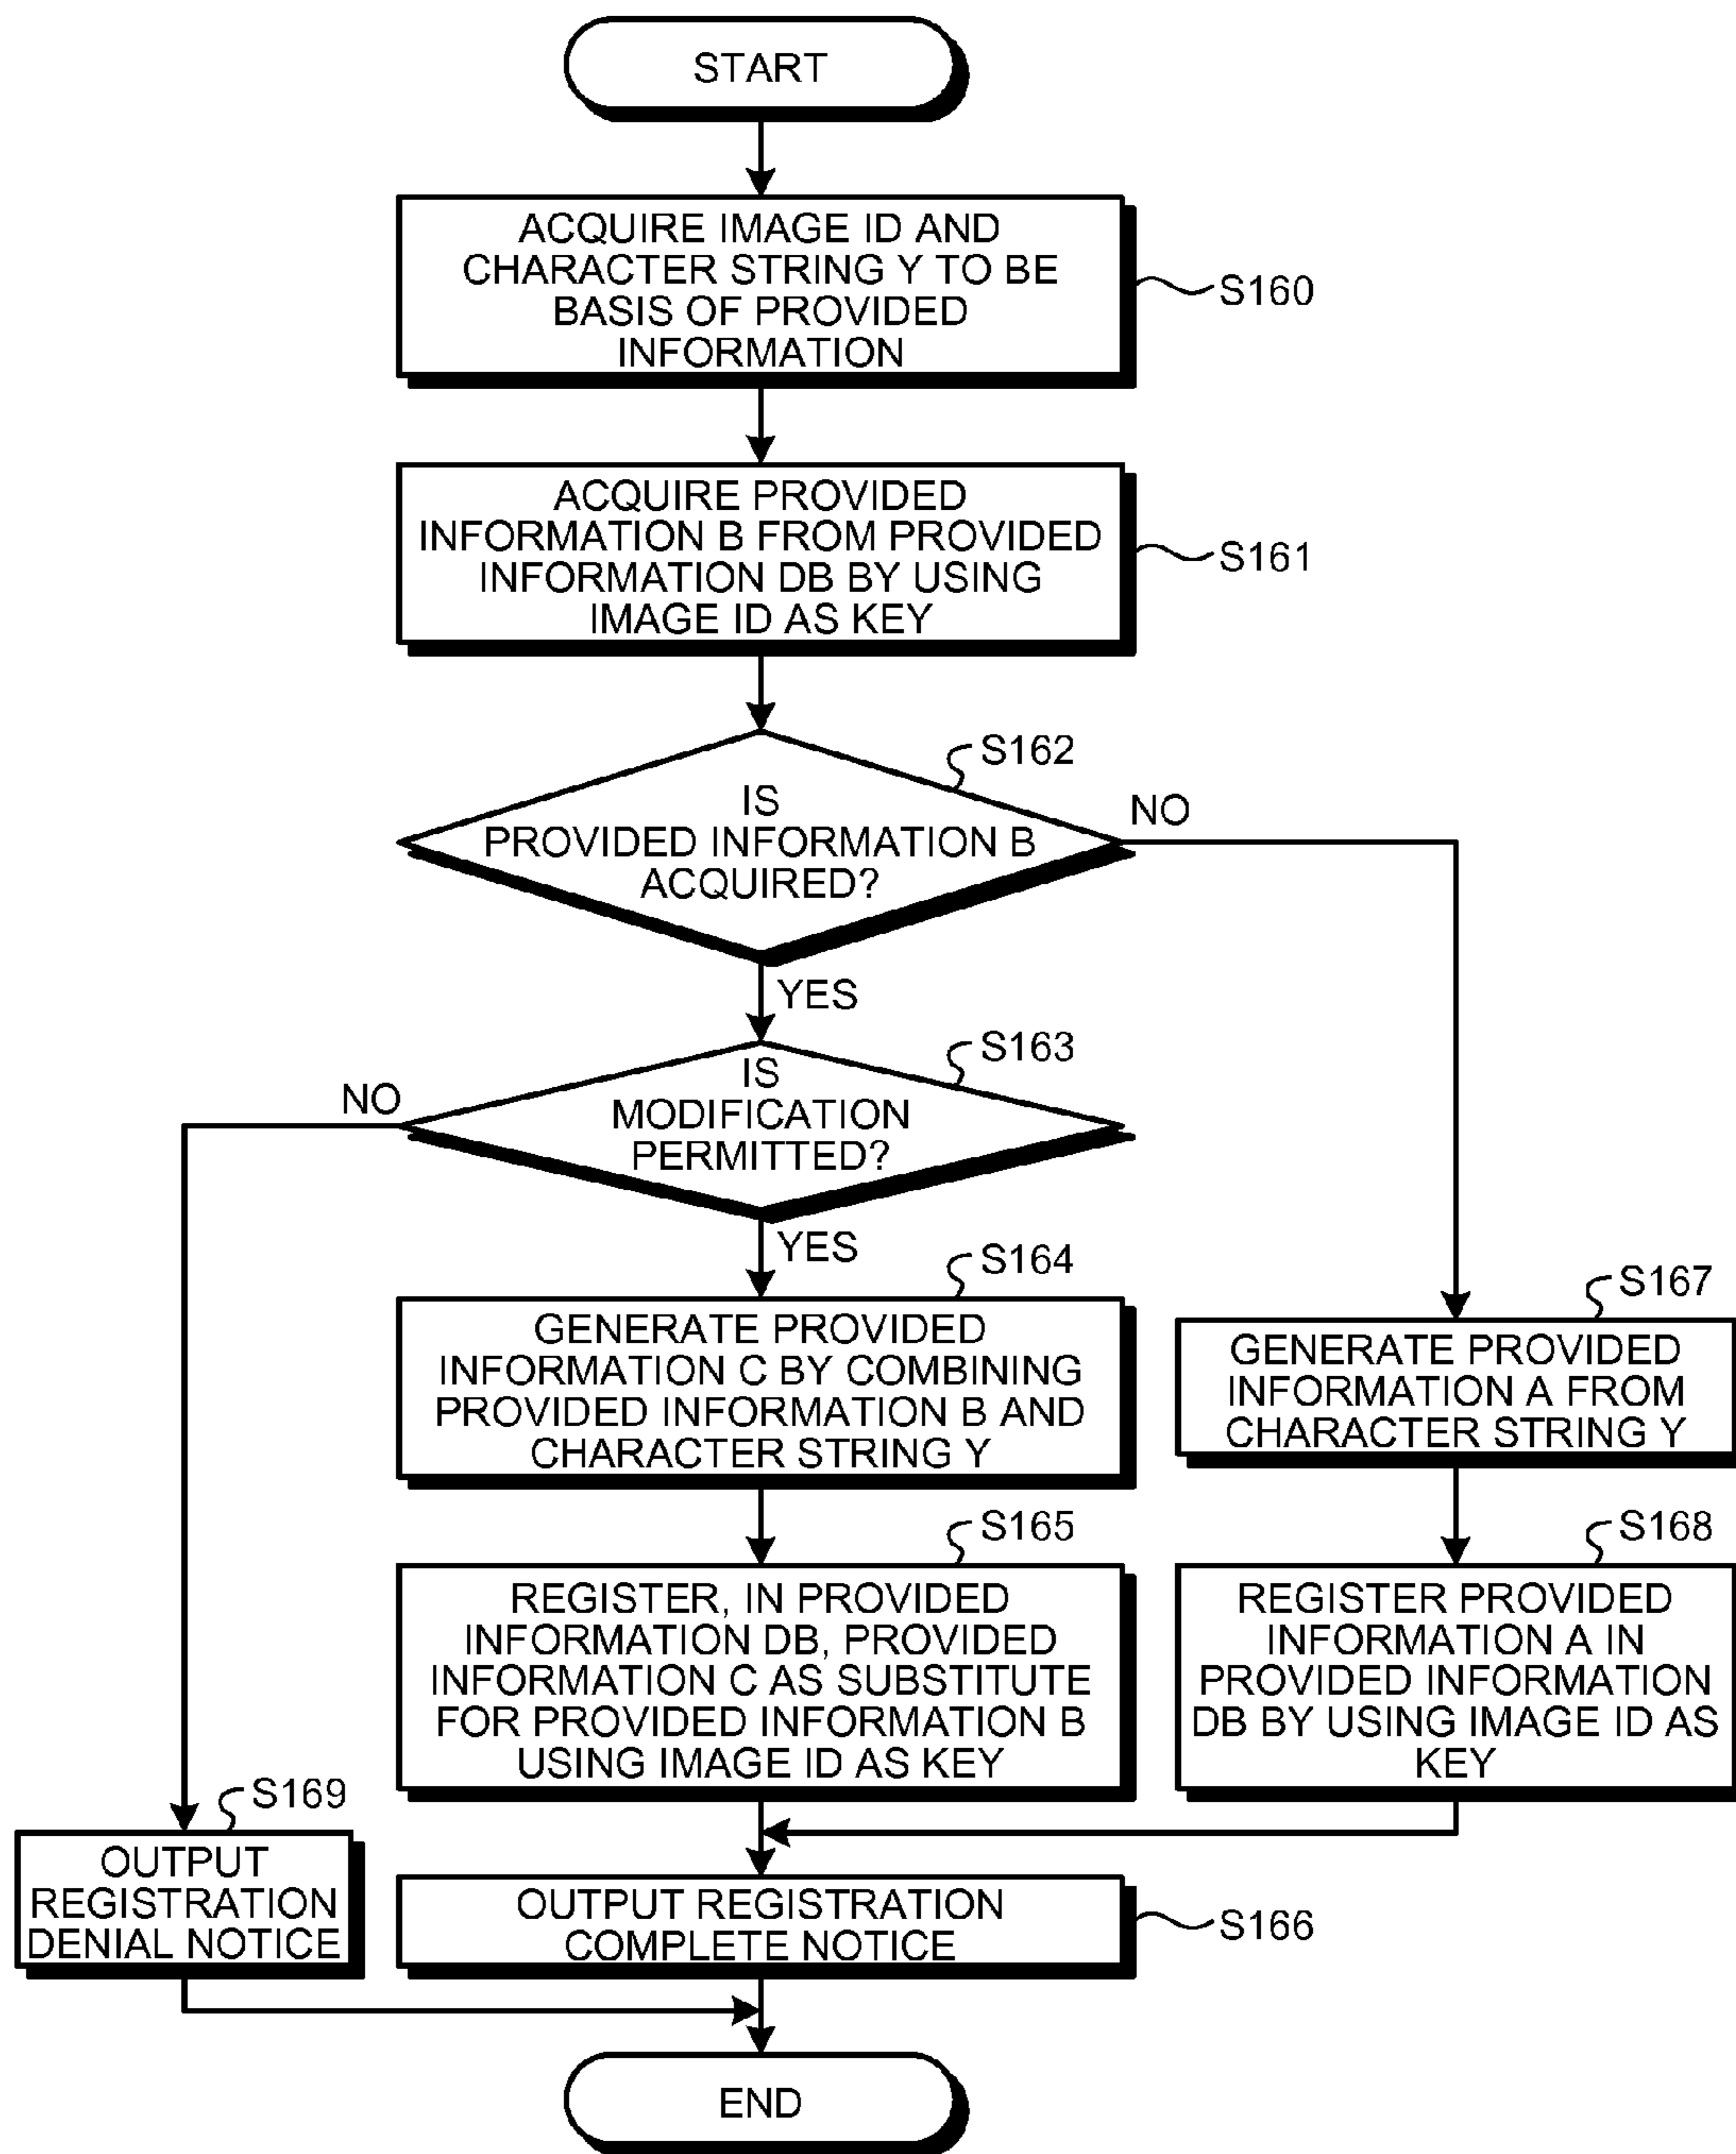 START
ACQUIRE IMAGE ID AND
CHARACTER STRING Y TO BE
BASIS OF PROVIDED
INFORMATION
S160
ACQUIRE PROVIDED
INFORMATION B FROM PROVIDED
INFORMATION DB BY USING
IMAGE ID AS KEY
S161
S162
IS
PROVIDED INFORMATION B
ACQUIRED?
NO
YES
S163
IS
MODIFICATION
PERMITTED?
NO
YES
S164
GENERATE PROVIDED
INFORMATION C BY COMBINING
PROVIDED INFORMATION B AND
CHARACTER STRING Y
S167
GENERATE PROVIDED
INFORMATION A FROM
CHARACTER STRING Y
S165
REGISTER, IN PROVIDED
INFORMATION DB, PROVIDED
INFORMATION C AS SUBSTITUTE
FOR PROVIDED INFORMATION B
USING IMAGE ID AS KEY
S168
REGISTER PROVIDED
INFORMATION A IN
PROVIDED INFORMATION
DB BY USING IMAGE ID AS
KEY
S169
OUTPUT
REGISTRATION
DENIAL NOTICE
OUTPUT REGISTRATION
COMPLETE NOTICE
S166
END